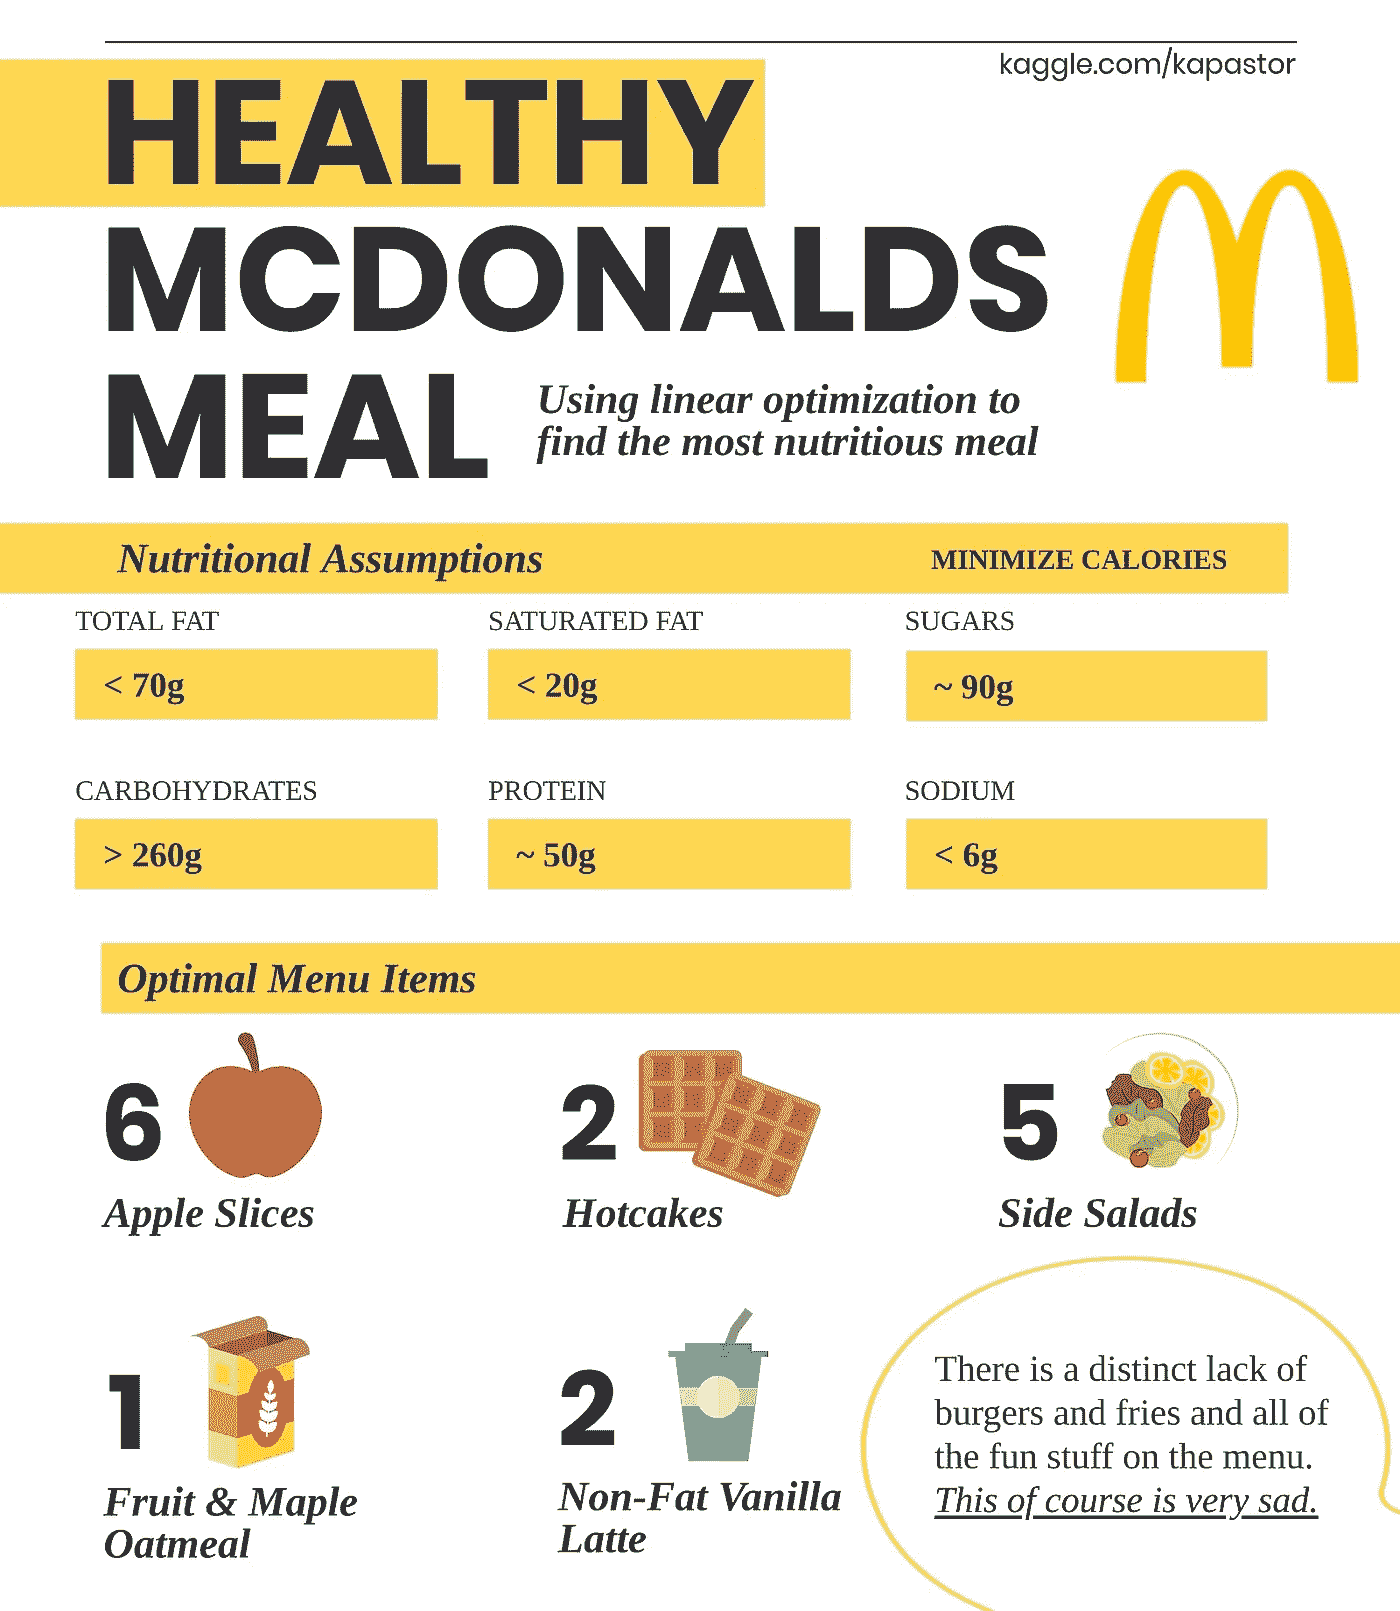 kaggle.com/kapastor
HEALTHY
MCDONALDS
MEAL
Using linear optimization to
find the most nutritious meal
Nutritional Assumptions
MINIMIZE CALORIES
TOTAL FAT
< 70g
SATURATED FAT
< 20g
SUGARS
~ 90g
CARBOHYDRATES
> 260g
PROTEIN
~ 50g
SODIUM
< 6g
Optimal Menu Items
6
Apple Slices
2
Hotcakes
5
Side Salads
1
Fruit & Maple
Oatmeal
2
Non-Fat Vanilla
Latte
There is a distinct lack of
burgers and fries and all of
the fun stuff on the menu.
This of course is very sad.